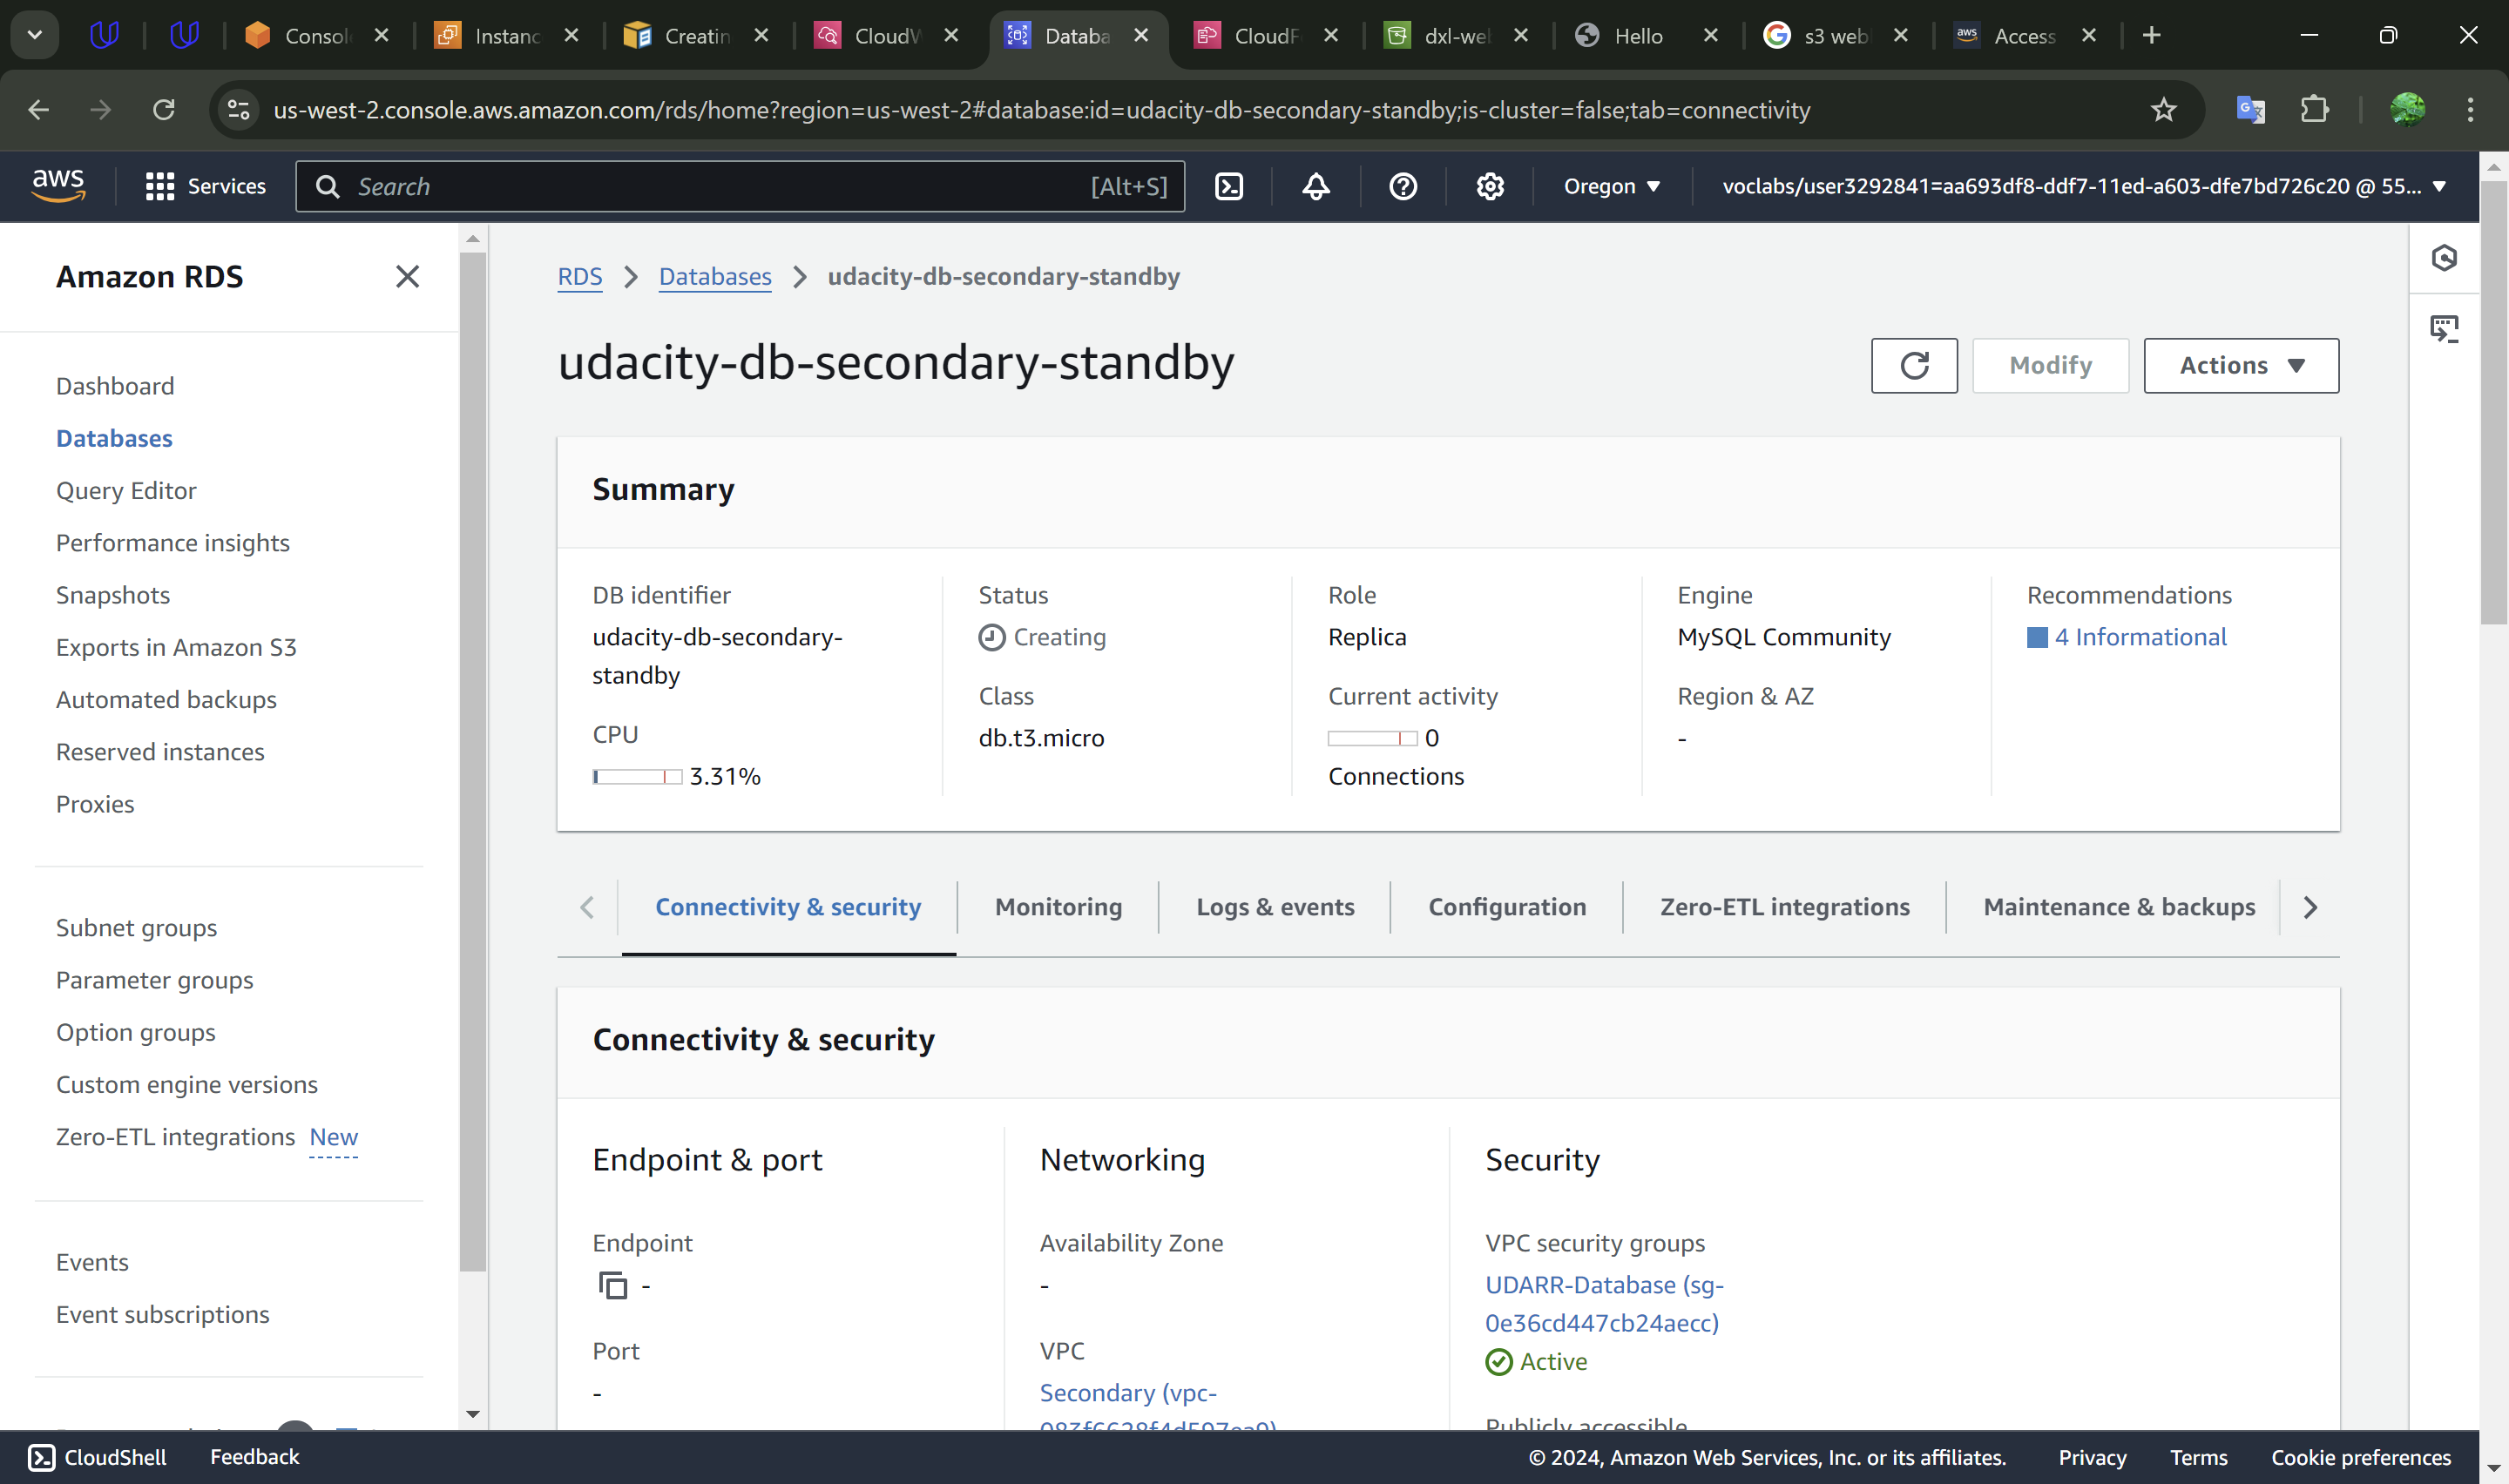 Consol
Instanc
Creatin
CloudW
Databa
CloudF
dxl-we
Hello
s3 web
Access
us-west-2.console.aws.amazon.com/rds/home?region=us-west-2#database:id=udacity-db-secondary-standby;is-cluster=false;tab=connectivity
aws
Services
Search
[Alt+S]
Oregon
voclabs/user3292841=aa693df8-ddf7-11ed-a603-dfe7bd726c20 @ 55...
Amazon RDS
Dashboard
Databases
Query Editor
Performance insights
Snapshots
Exports in Amazon S3
Automated backups
Reserved instances
Proxies
Subnet groups
Parameter groups
Option groups
Custom engine versions
Zero-ETL integrations New
Events
Event subscriptions
RDS > Databases > udacity-db-secondary-standby
udacity-db-secondary-standby
Modify
Actions
Summary
DB identifier
udacity-db-secondary-
standby
CPU
3.31%
Status
Creating
Class
db.t3.micro
Role
Replica
Current activity
0
Connections
Engine
MySQL Community
Region & AZ
-
Recommendations
4 Informational
Connectivity & security
Monitoring
Logs & events
Configuration
Zero-ETL integrations
Maintenance & backups
Connectivity & security
Endpoint & port
Endpoint
-
Port
-
Networking
Availability Zone
-
VPC
Secondary (vpc-
083f6628f4d597ea9)
Security
VPC security groups
UDARR-Database (sg-
0e36cd447cb24aecc)
Active
Publicly accessible
CloudShell
Feedback
© 2024, Amazon Web Services, Inc. or its affiliates.
Privacy
Terms
Cookie preferences